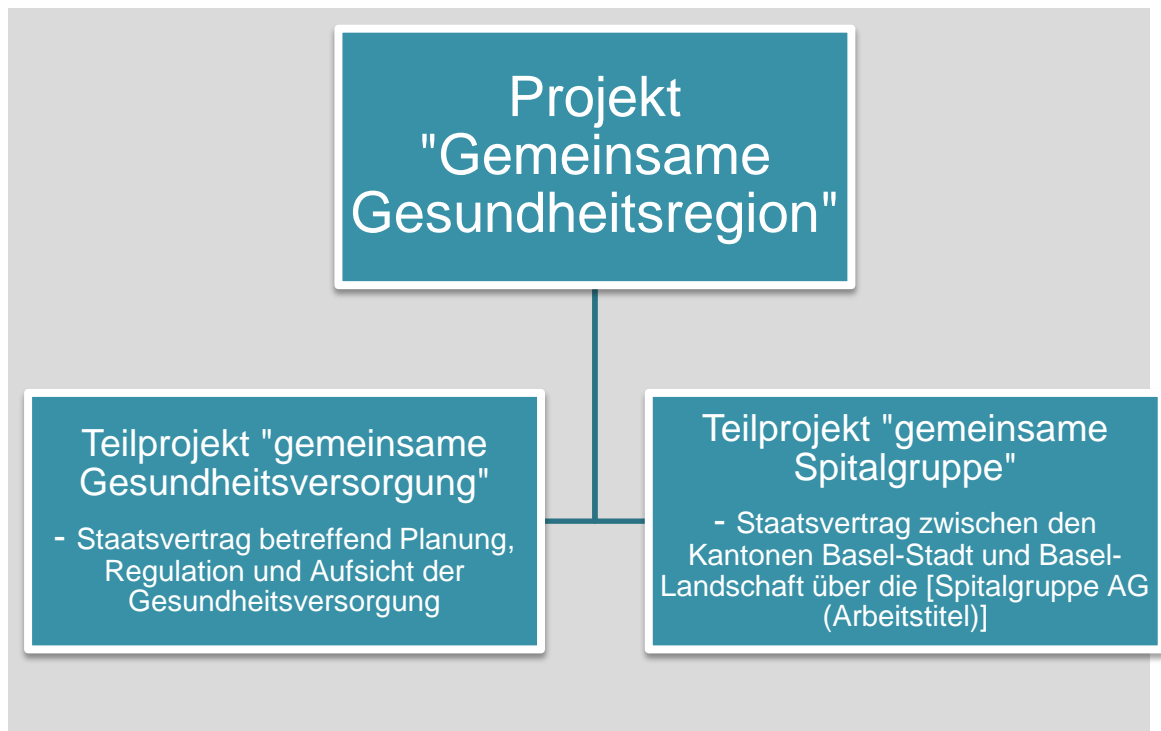 Projekt
"Gemeinsame
Gesundheitsregion"
Teilprojekt "gemeinsame
Gesundheitsversorgung"
- Staatsvertrag betreffend Planung,
Regulation und Aufsicht der
Gesundheitsversorgung
Teilprojekt "gemeinsame
Spitalgruppe"
- Staatsvertrag zwischen den
Kantonen Basel-Stadt und Basel-
Landschaft über die [Spitalgruppe AG
(Arbeitstitel)]